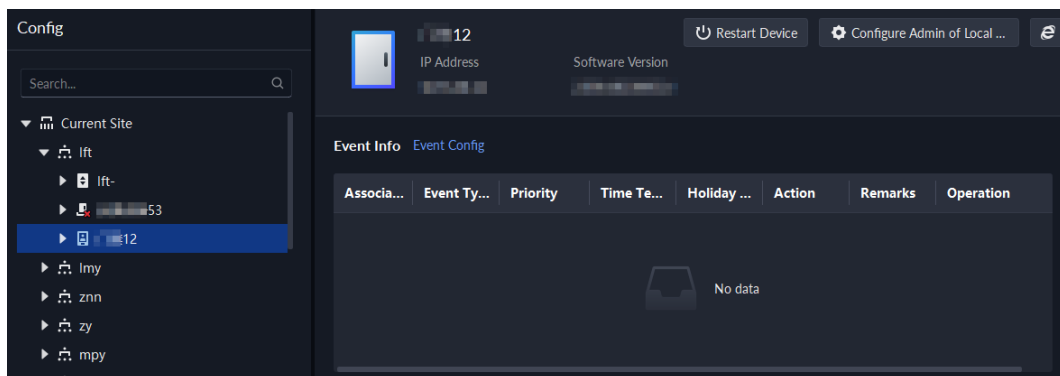 Config
Search...
Current Site
lft
lft-
53
12
lmy
znn
zy
mpy
12
Restart Device
Configure Admin of Local ...
IP Address
Software Version
Event Info Event Config
Associa... Event Ty... Priority Time Te... Holiday ... Action Remarks Operation
No data